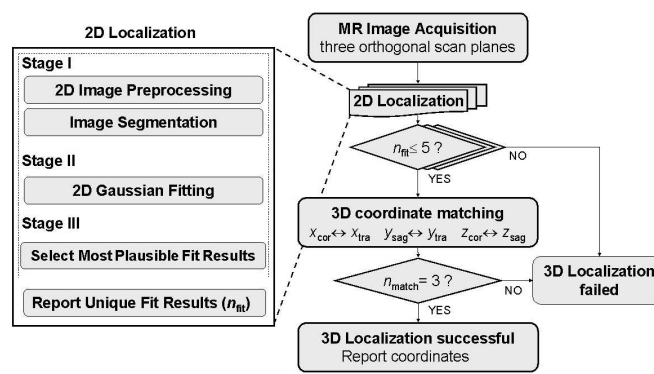 2D Localization
Stage I
2D Image Preprocessing
Image Segmentation
Stage II
2D Gaussian Fitting
Stage III
Select Most Plausible Fit Results
Report Unique Fit Results (nfit)
MR Image Acquisition
three orthogonal scan planes
2D Localization
nfit ≤ 5 ?
NO
YES
3D coordinate matching
xcor↔ xtra ysag↔ ytra zcor↔ zsag
nmatch= 3 ?
NO
YES
3D Localization
failed
3D Localization successful
Report coordinates